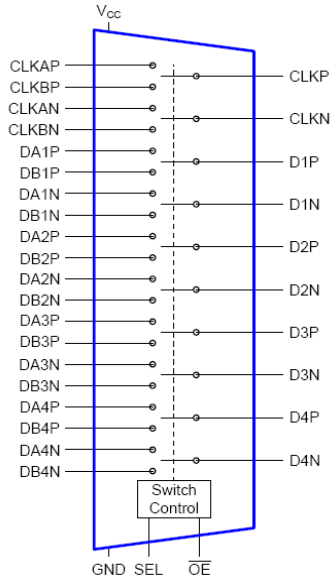 VCC
CLKAP
CLKBP
CLKAN
CLKBN
DA1P
DB1P
DA1N
DB1N
DA2P
DB2P
DA2N
DB2N
DA3P
DB3P
DA3N
DB3N
DA4P
DB4P
DA4N
DB4N
CLKP
CLKN
D1P
D1N
D2P
D2N
D3P
D3N
D4P
D4N
Switch
Control
GND SEL OE